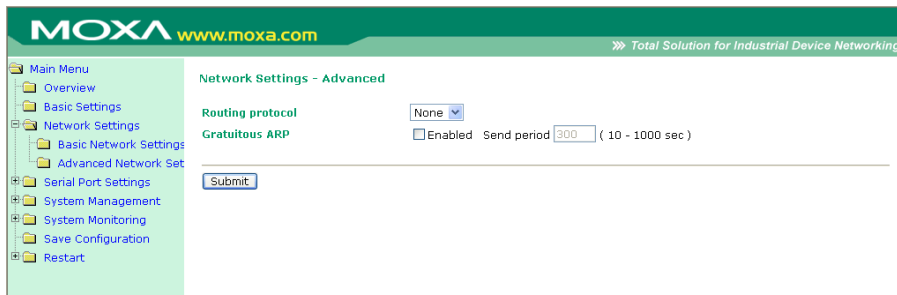 MOXA www.moxa.com
Total Solution for Industrial Device Networking
Main Menu
Overview
Basic Settings
Network Settings
Basic Network Settings
Advanced Network Set
Serial Port Settings
System Management
System Monitoring
Save Configuration
Restart
Network Settings - Advanced
Routing protocol None
Gratuitous ARP Enabled Send period 300 ( 10 - 1000 sec )
Submit